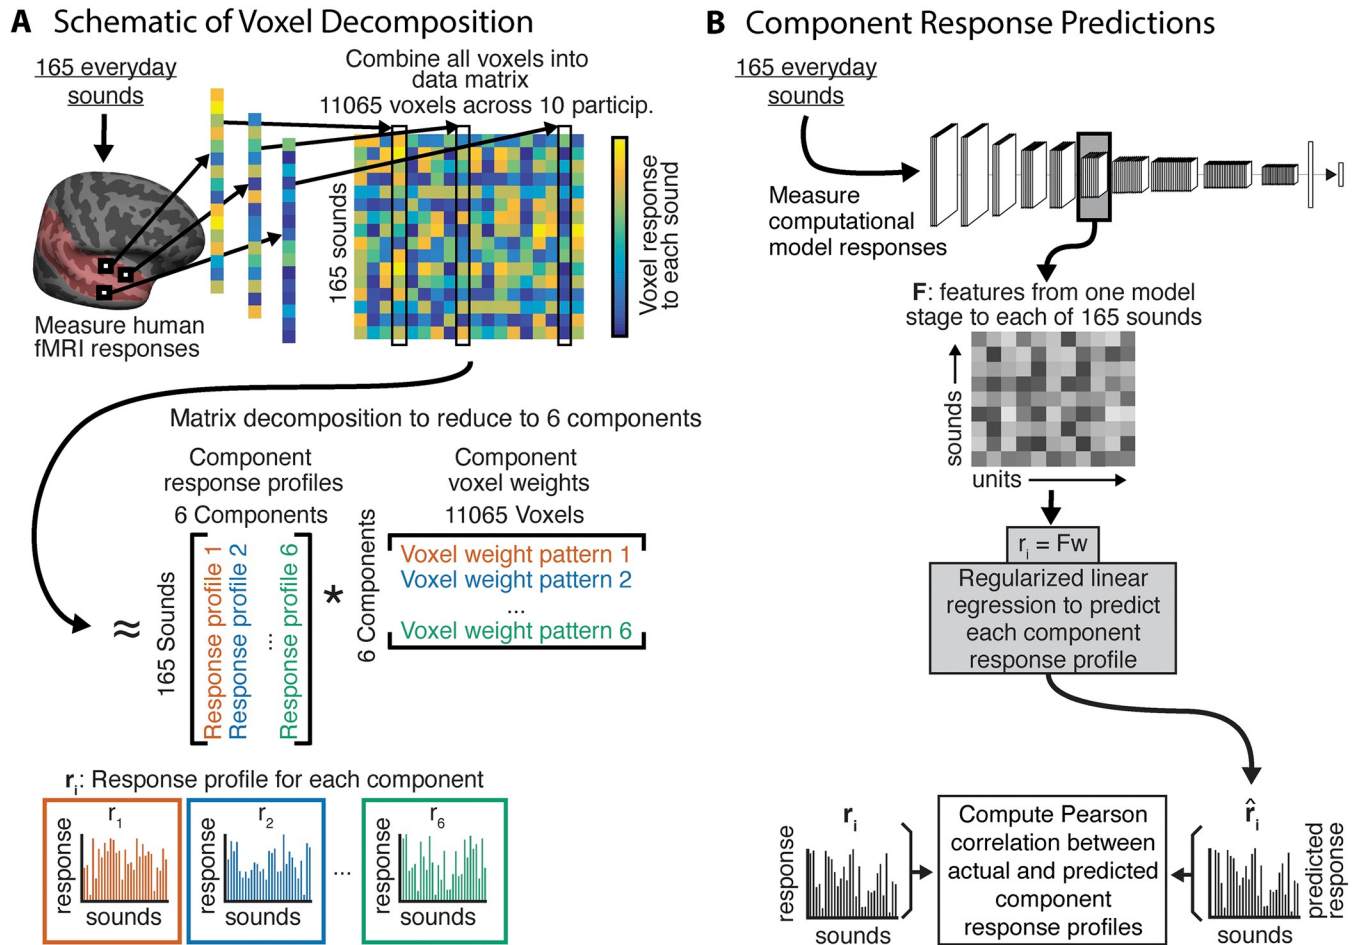 A Schematic of Voxel Decomposition
165 everyday
sounds
Combine all voxels into
data matrix
11065 voxels across 10 particip.
165 sounds
Voxel response
to each sound
Measure human
fMRI responses
Matrix decomposition to reduce to 6 components
Component
response profiles
6 Components
Component
voxel weights
11065 Voxels
≈
165 Sounds
Response profile 1
Response profile 2
...
Response profile 6
*
6 Components
Voxel weight pattern 1
Voxel weight pattern 2
...
Voxel weight pattern 6
ri: Response profile for each component
r1
response
sounds
r2
response
sounds
...
r6
response
sounds
B Component Response Predictions
165 everyday
sounds
Measure
computational
model responses
F: features from one model
stage to each of 165 sounds
sounds
units
ri = Fw
Regularized linear
regression to predict
each component
response profile
ri
response
sounds
Compute Pearson
correlation between
actual and predicted
component
response profiles
r̂i
predicted
response
sounds